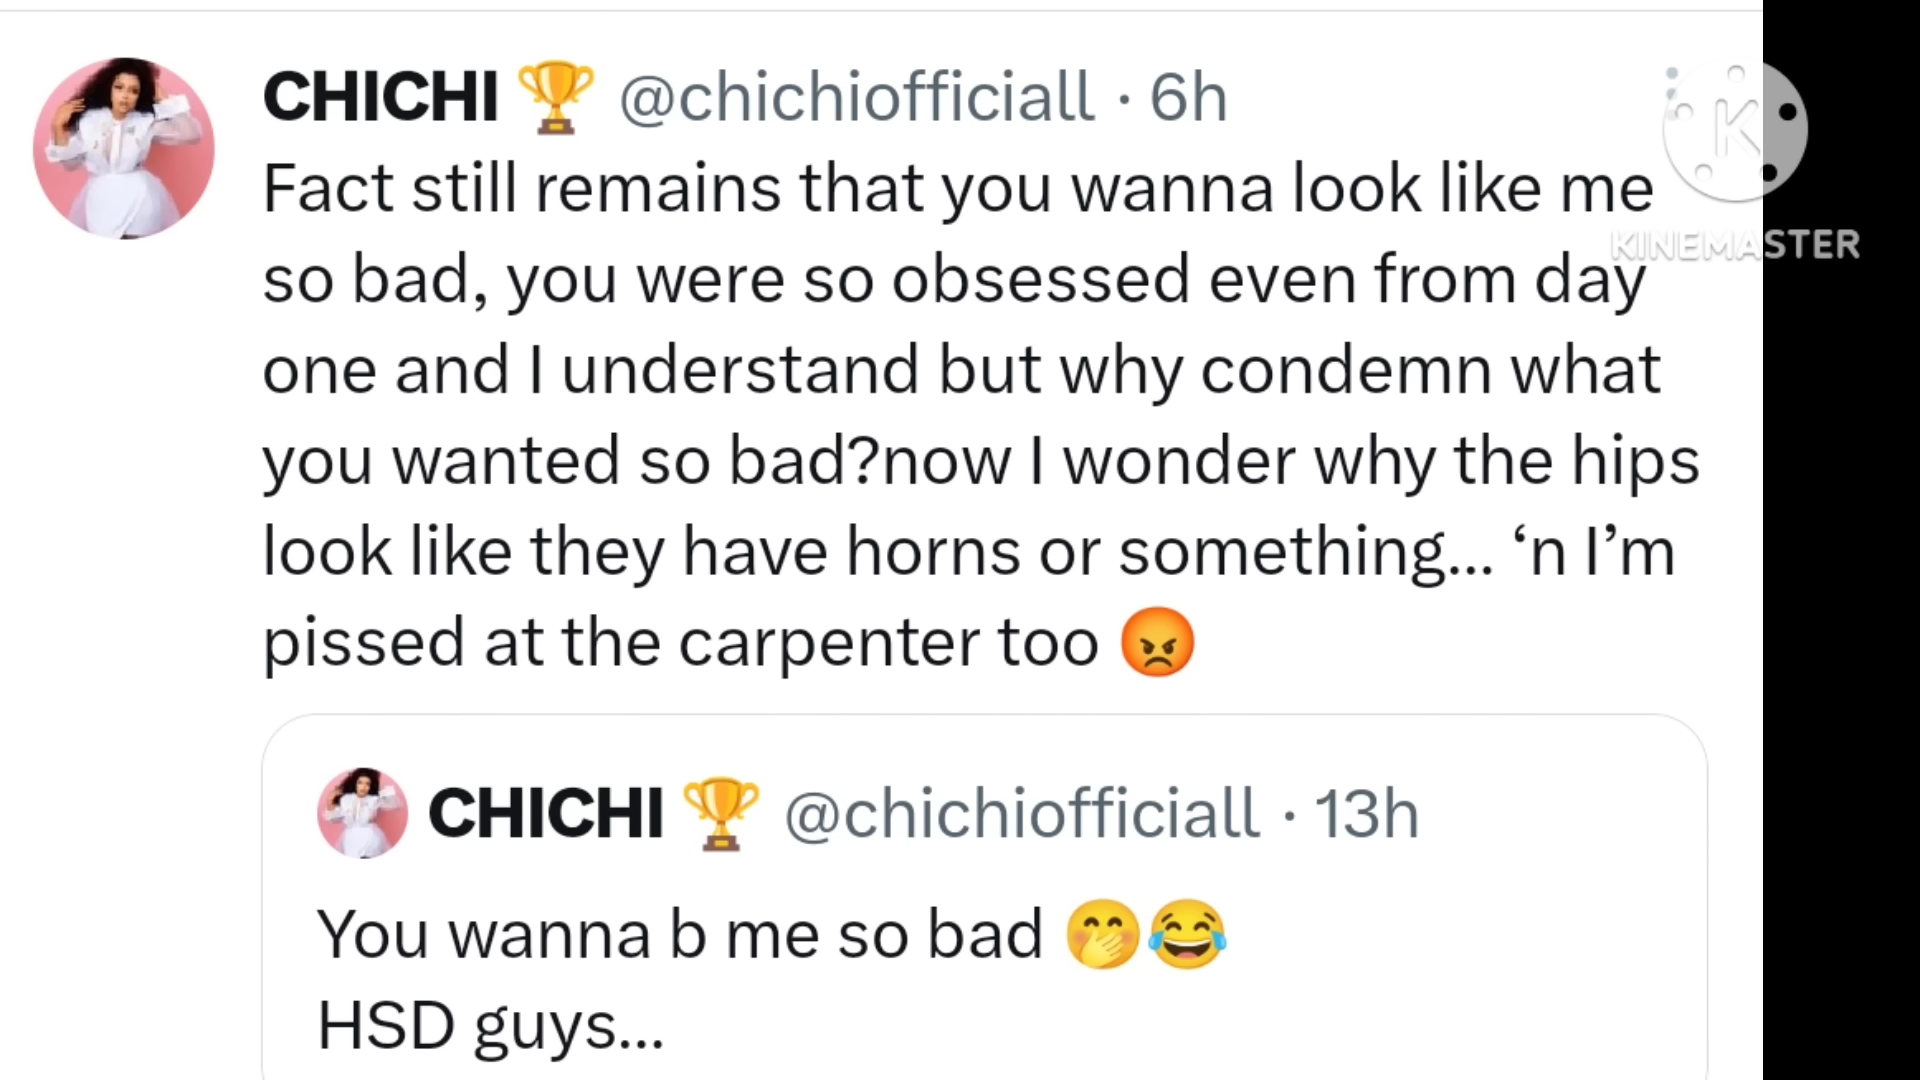 CHICHI 🏆 @chichiofficiall · 6h
Fact still remains that you wanna look like me
so bad, you were so obsessed even from day
one and I understand but why condemn what
you wanted so bad?now I wonder why the hips
look like they have horns or something... ‘n I’m
pissed at the carpenter too 😡
CHICHI 🏆 @chichiofficiall · 13h
You wanna b me so bad 🤭😂
HSD guys...
K
KINEMASTER